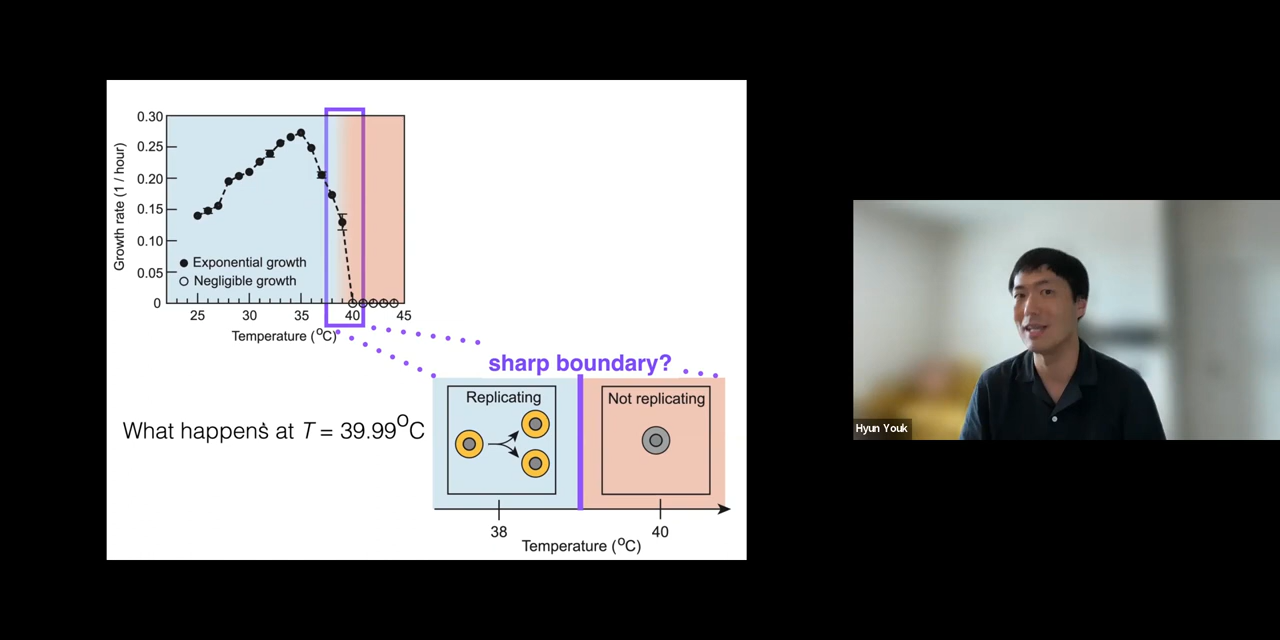 0.30
0.25
0.20
0.15
0.10
0.05
0
Growth rate (1 / hour)
Exponential growth
Negligible growth
25 30 35 40 45
Temperature (°C)
sharp boundary?
What happens at T = 39.99°C
Replicating
Not replicating
38 40
Temperature (°C)
Hyun Youk